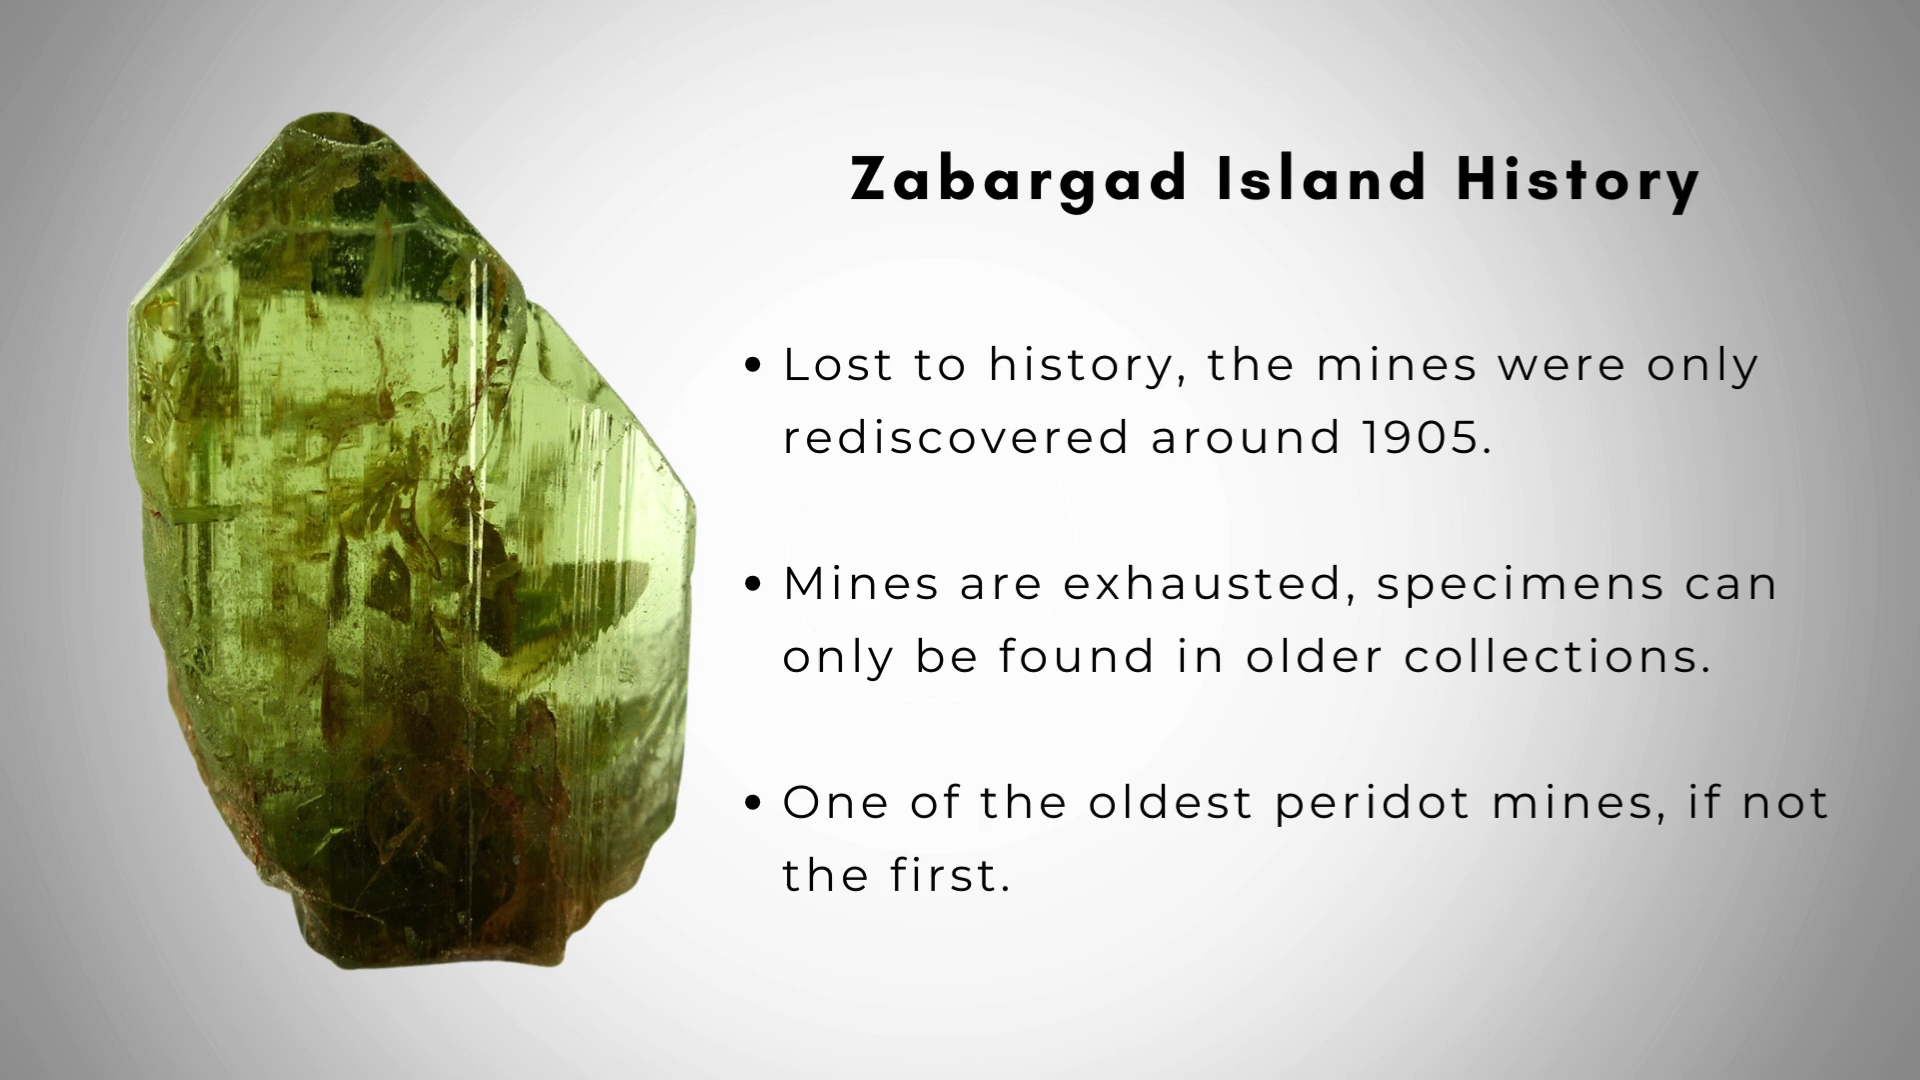 Zabargad Island History
• Lost to history, the mines were only
rediscovered around 1905.
• Mines are exhausted, specimens can
only be found in older collections.
• One of the oldest peridot mines, if not
the first.